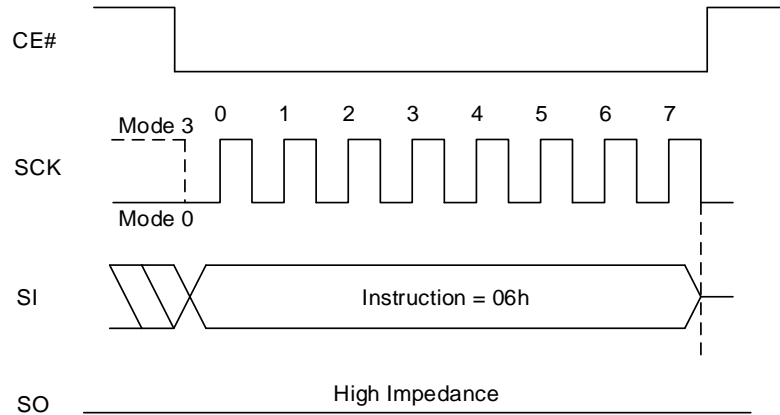 CE#
0 1 2 3 4 5 6 7
Mode 3
SCK
Mode 0
SI
Instruction = 06h
High Impedance
SO